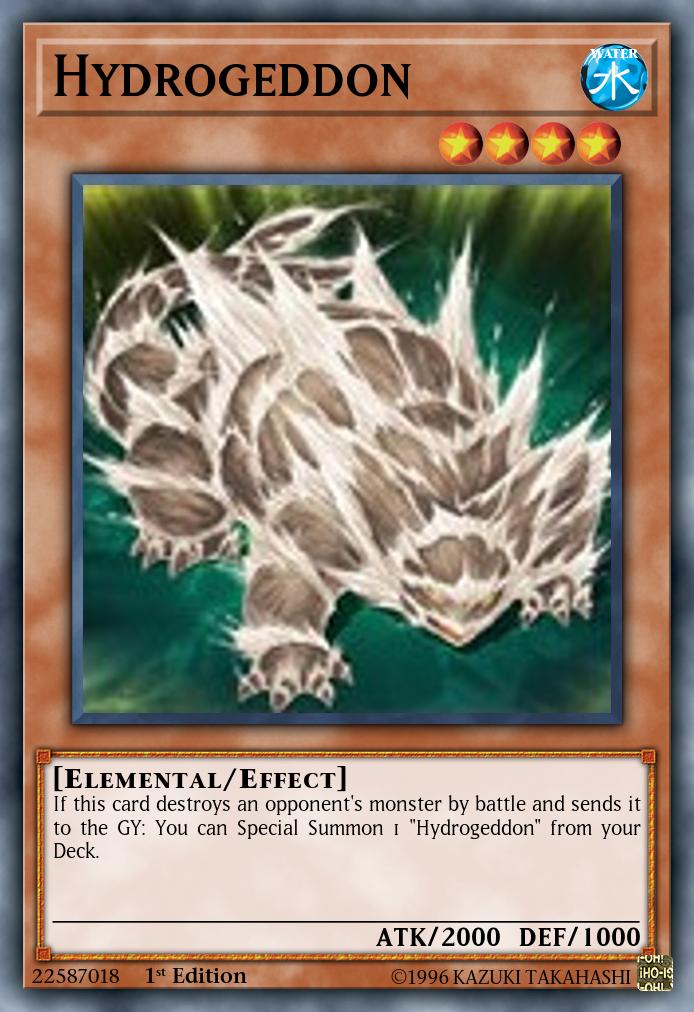 HYDROGEDDON
WATER
水
[ELEMENTAL/EFFECT]
If this card destroys an opponent's monster by battle and sends it
to the GY: You can Special Summon 1 "Hydrogeddon" from your
Deck.
ATK/2000 DEF/1000
22587018 1st Edition ©1996 KAZUKI TAKAHASHI